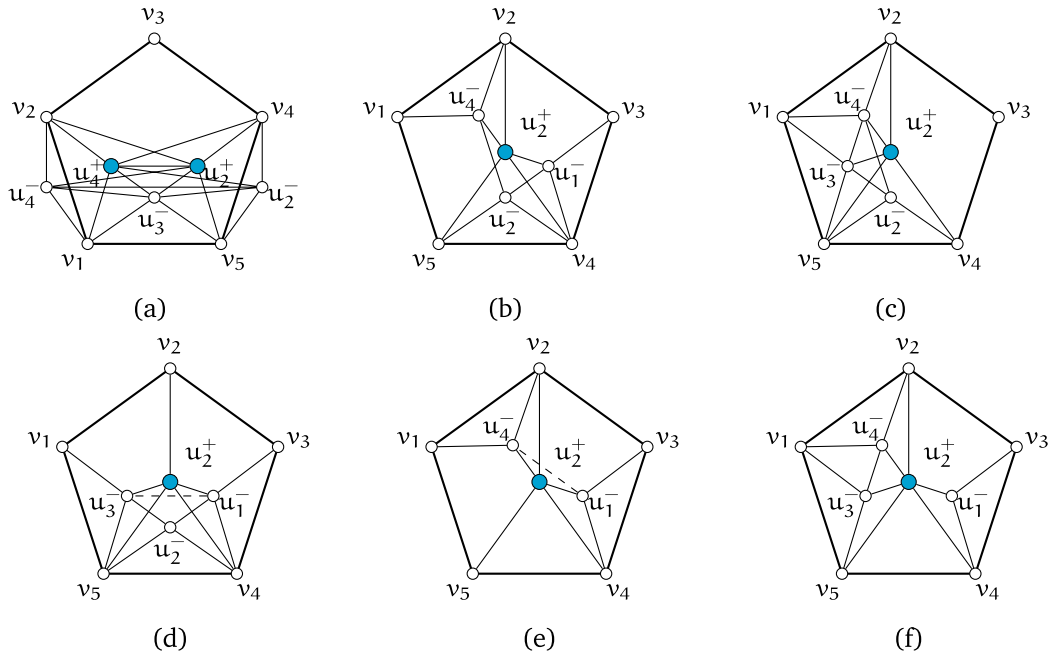 v₃
v₂ v₄
u₄⁺ u₂⁺
u₄⁻ u₂⁻
u₃⁻
v₁ v₅
(a)
v₂
v₁ u₄⁻ u₂⁺ v₃
u₁⁻
u₂⁻
v₅ v₄
(b)
v₂
v₁ u₄⁻ u₂⁺ v₃
u₃⁻
u₂⁻
v₅ v₄
(c)
v₂
v₁ u₂⁺ v₃
u₃⁻ u₁⁻
u₂⁻
v₅ v₄
(d)
v₂
v₁ u₄⁻ u₂⁺ v₃
u₁⁻
v₅ v₄
(e)
v₂
v₁ u₄⁻ u₂⁺ v₃
u₃⁻ u₁⁻
v₅ v₄
(f)